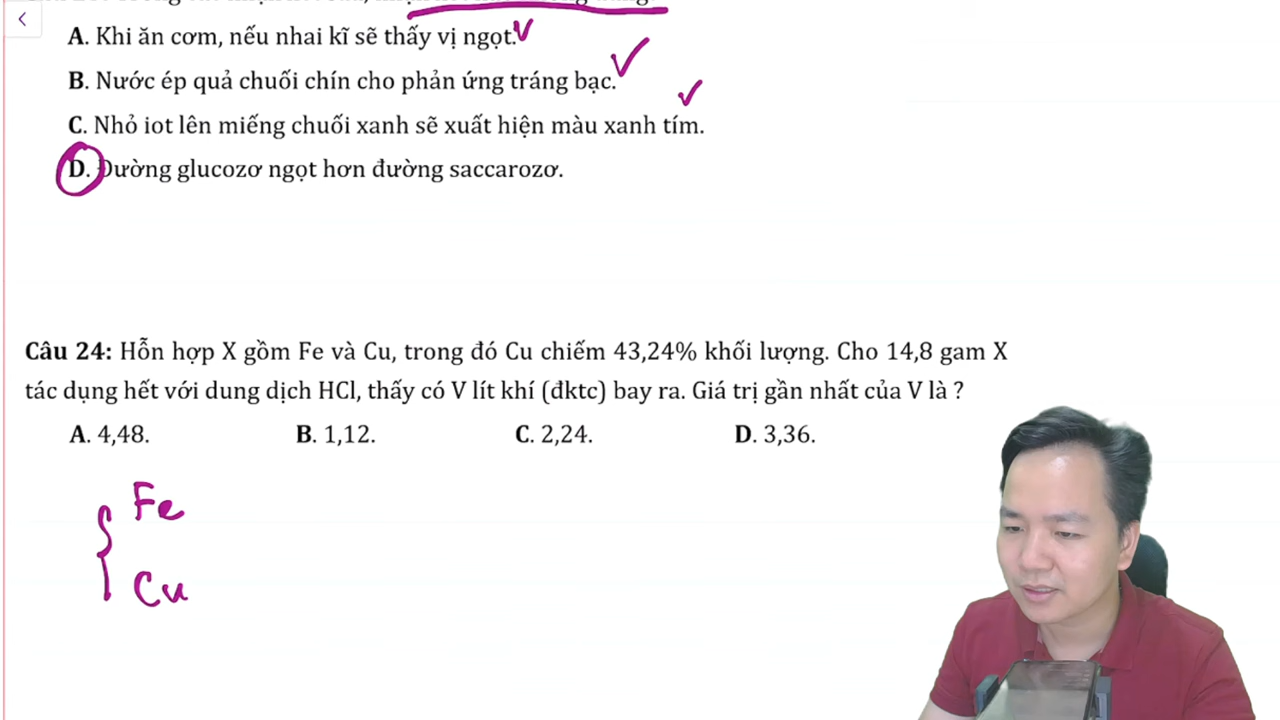 A. Khi ăn cơm, nếu nhai kĩ sẽ thấy vị ngọt.
B. Nước ép quả chuối chín cho phản ứng tráng bạc.
C. Nhỏ iot lên miếng chuối xanh sẽ xuất hiện màu xanh tím.
D. Đường glucozơ ngọt hơn đường saccarozơ.
Câu 24: Hỗn hợp X gồm Fe và Cu, trong đó Cu chiếm 43,24% khối lượng. Cho 14,8 gam X
tác dụng hết với dung dịch HCl, thấy có V lít khí (đktc) bay ra. Giá trị gần nhất của V là ?
A. 4,48. B. 1,12. C. 2,24. D. 3,36.
Fe
Cu